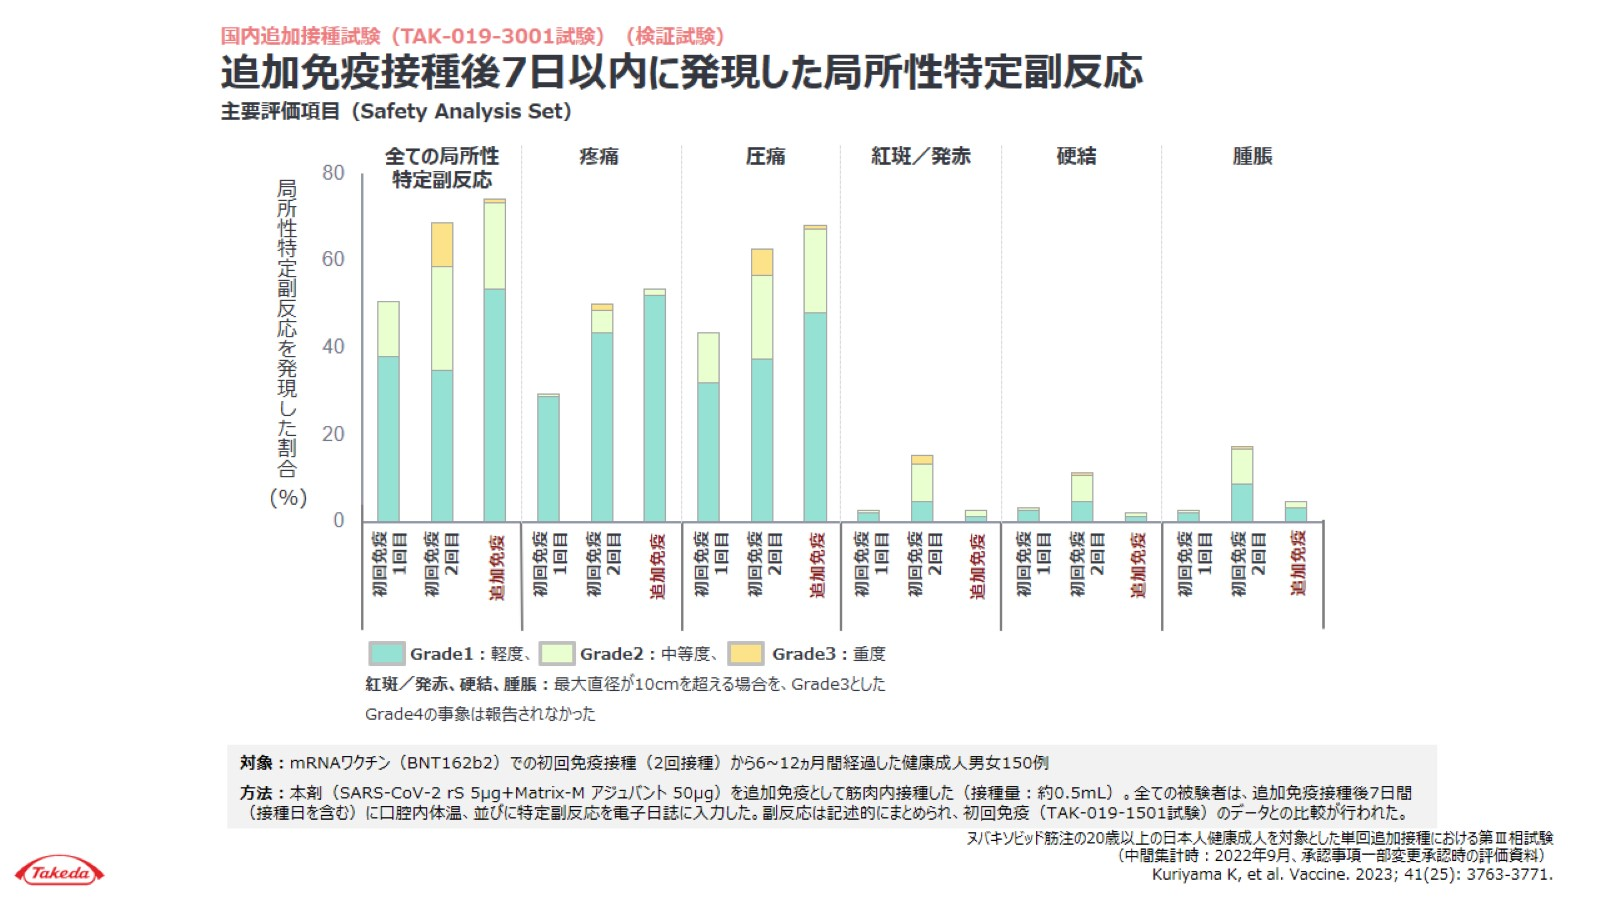 国内追加接種試験（TAK-019-3001試験）（検証試験）
追加免疫接種後7日以内に発現した局所性特定副反応
主要評価項目（Safety Analysis Set）
全ての局所性
特定副反応
疼痛
圧痛
紅斑／発赤
硬結
腫脹
局所性特定副反応を発現した割合
（%）
80
60
40
20
0
初回免疫
1回目
初回免疫
2回目
追加免疫
初回免疫
1回目
初回免疫
2回目
追加免疫
初回免疫
1回目
初回免疫
2回目
追加免疫
初回免疫
1回目
初回免疫
2回目
追加免疫
初回免疫
1回目
初回免疫
2回目
追加免疫
初回免疫
1回目
初回免疫
2回目
追加免疫
Grade1：軽度、 Grade2：中等度、 Grade3：重度
紅斑／発赤、硬結、腫脹：最大直径が10cmを超える場合を、Grade3とした
Grade4の事象は報告されなかった
対象：mRNAワクチン（BNT162b2）での初回免疫接種（2回接種）から6~12ヵ月間経過した健康成人男女150例
方法：本剤（SARS-CoV-2 rS 5μg+Matrix-M アジュバント 50μg）を追加免疫として筋肉内接種した（接種量：約0.5mL）。全ての被験者は、追加免疫接種後7日間
（接種日を含む）に口腔内体温、並びに特定副反応を電子日誌に入力した。副反応は記述的にまとめられ、初回免疫（TAK-019-1501試験）のデータとの比較が行われた。
ヌバキソビッド筋注の20歳以上の日本人健康成人を対象とした単回追加接種における第Ⅲ相試験
（中間集計時：2022年9月、承認事項一部変更承認時の評価資料）
Kuriyama K, et al. Vaccine. 2023; 41(25): 3763-3771.
Takeda